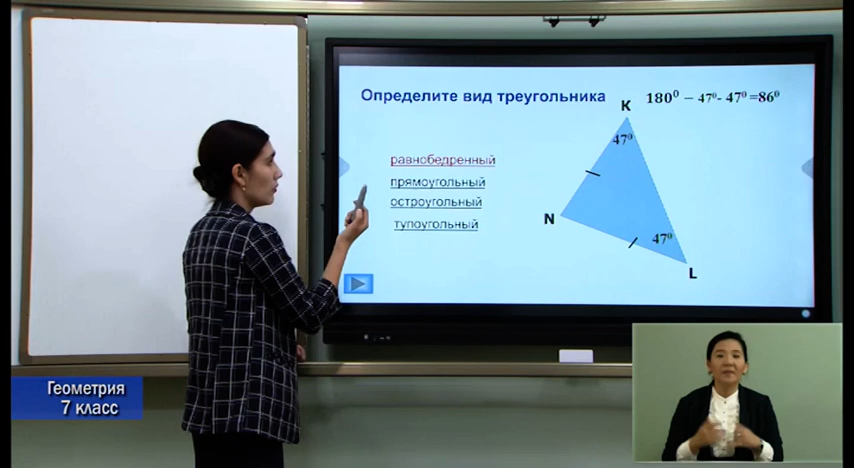 Определите вид треугольника
180⁰ – 47⁰- 47⁰ =86⁰
K
47⁰
равнобедренный
прямоугольный
остроугольный
тупоугольный
N
47⁰
L
Геометрия
7 класс